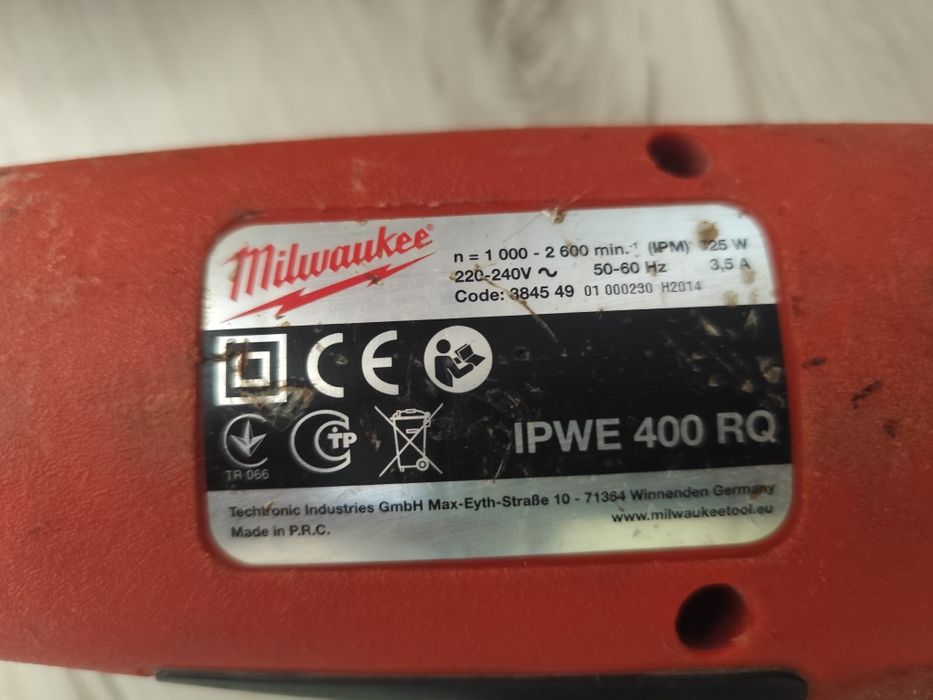 Milwaukee
n = 1 000 - 2 600 min.⁻¹ (IPM) 725 W
220-240V ~ 50-60 Hz 3,5 A
Code: 3845 49 01 000230 H2014
CE
TR 066
СTP
IPWE 400 RQ
Techtronic Industries GmbH Max-Eyth-Straße 10 - 71364 Winnenden Germany
Made in P.R.C. www.milwaukeetool.eu